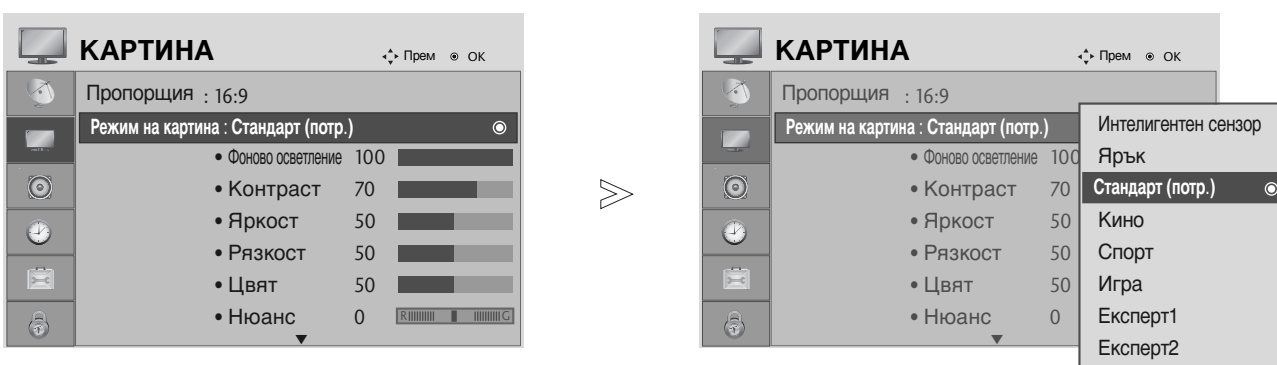 КАРТИНА
Прем OK
Пропорщия : 16:9
Режим на картина : Стандарт (потр.)
• Фоново осветление 100
• Контраст 70
• Яркост 50
• Рязкост 50
• Цвят 50
• Нюанс 0 R G
КАРТИНА
Прем OK
Пропорщия : 16:9
Режим на картина : Стандарт (потр.)
• Фоново осветление 100
• Контраст 70
• Яркост 50
• Рязкост 50
• Цвят 50
• Нюанс 0
Интелигентен сензор
Ярък
Стандарт (потр.)
Кино
Спорт
Игра
Експерт1
Експерт2